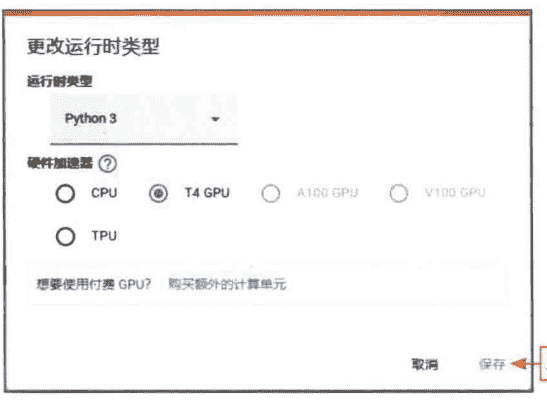 更改运行时类型
运行时类型
Python 3
硬件加速器 ?
CPU T4 GPU A100 GPU V100 GPU
TPU
想要使用付费 GPU? 购买额外的计算单元
取消 保存